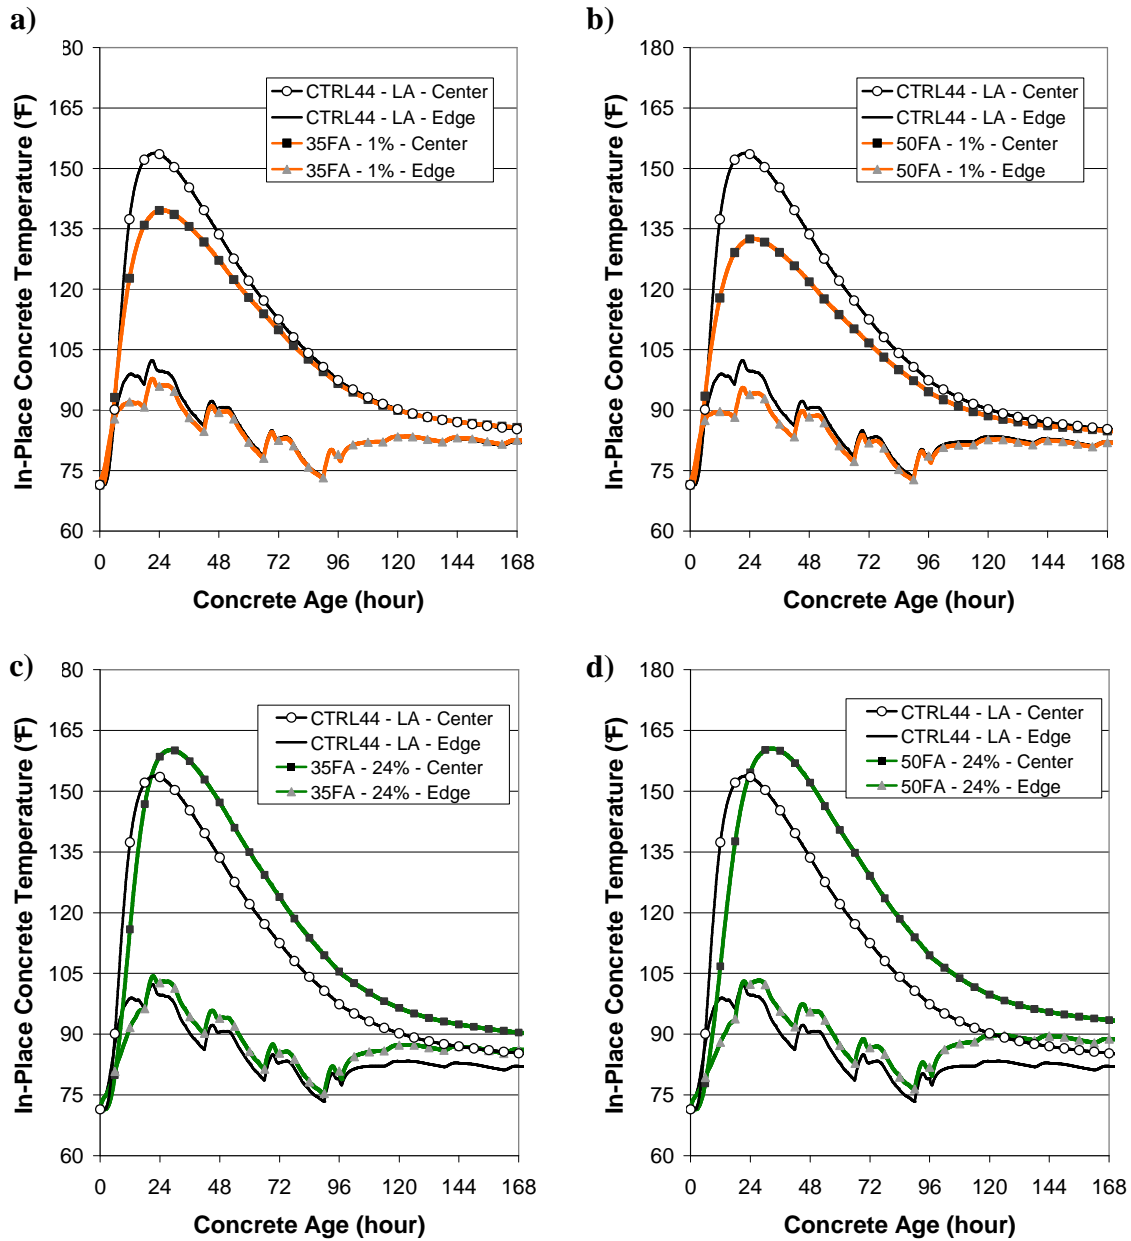 a)
In-Place Concrete Temperature (°F)
80
165
150
135
120
105
90
75
60
CTRL44 - LA - Center
CTRL44 - LA - Edge
35FA - 1% - Center
35FA - 1% - Edge
0 24 48 72 96 120 144 168
Concrete Age (hour)
b)
In-Place Concrete Temperature (°F)
180
165
150
135
120
105
90
75
60
CTRL44 - LA - Center
CTRL44 - LA - Edge
50FA - 1% - Center
50FA - 1% - Edge
0 24 48 72 96 120 144 168
Concrete Age (hour)
c)
In-Place Concrete Temperature (°F)
80
165
150
135
120
105
90
75
60
CTRL44 - LA - Center
CTRL44 - LA - Edge
35FA - 24% - Center
35FA - 24% - Edge
0 24 48 72 96 120 144 168
Concrete Age (hour)
d)
In-Place Concrete Temperature (°F)
180
165
150
135
120
105
90
75
60
CTRL44 - LA - Center
CTRL44 - LA - Edge
50FA - 24% - Center
50FA - 24% - Edge
0 24 48 72 96 120 144 168
Concrete Age (hour)